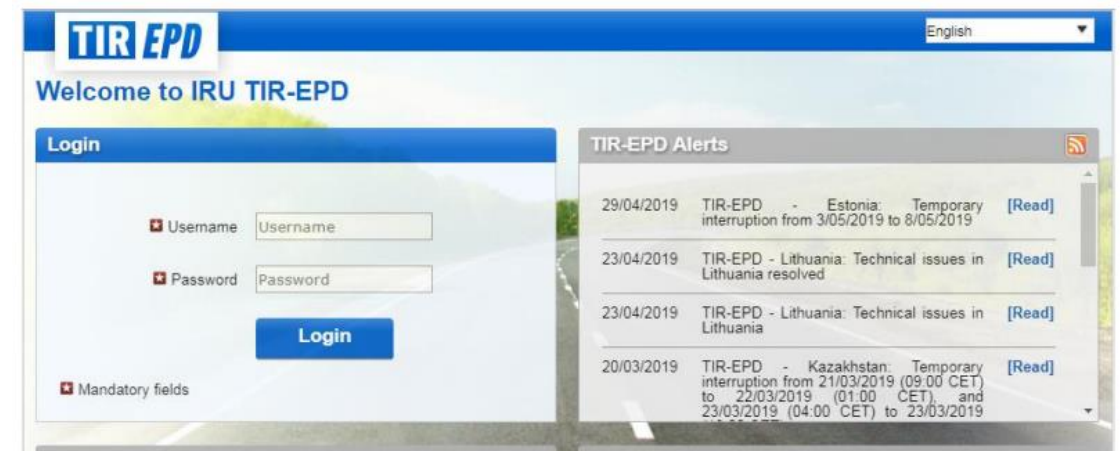 TIR EPD
English
Welcome to IRU TIR-EPD
Login
Username
Username
Password
Password
Login
Mandatory fields
TIR-EPD Alerts
29/04/2019 TIR-EPD - Estonia: Temporary [Read]
interruption from 3/05/2019 to 8/05/2019
23/04/2019 TIR-EPD - Lithuania: Technical issues in [Read]
Lithuania resolved
23/04/2019 TIR-EPD - Lithuania: Technical issues in [Read]
Lithuania
20/03/2019 TIR-EPD - Kazakhstan: Temporary [Read]
interruption from 21/03/2019 (09:00 CET)
to 22/03/2019 (01:00 CET), and
23/03/2019 (04:00 CET) to 23/03/2019